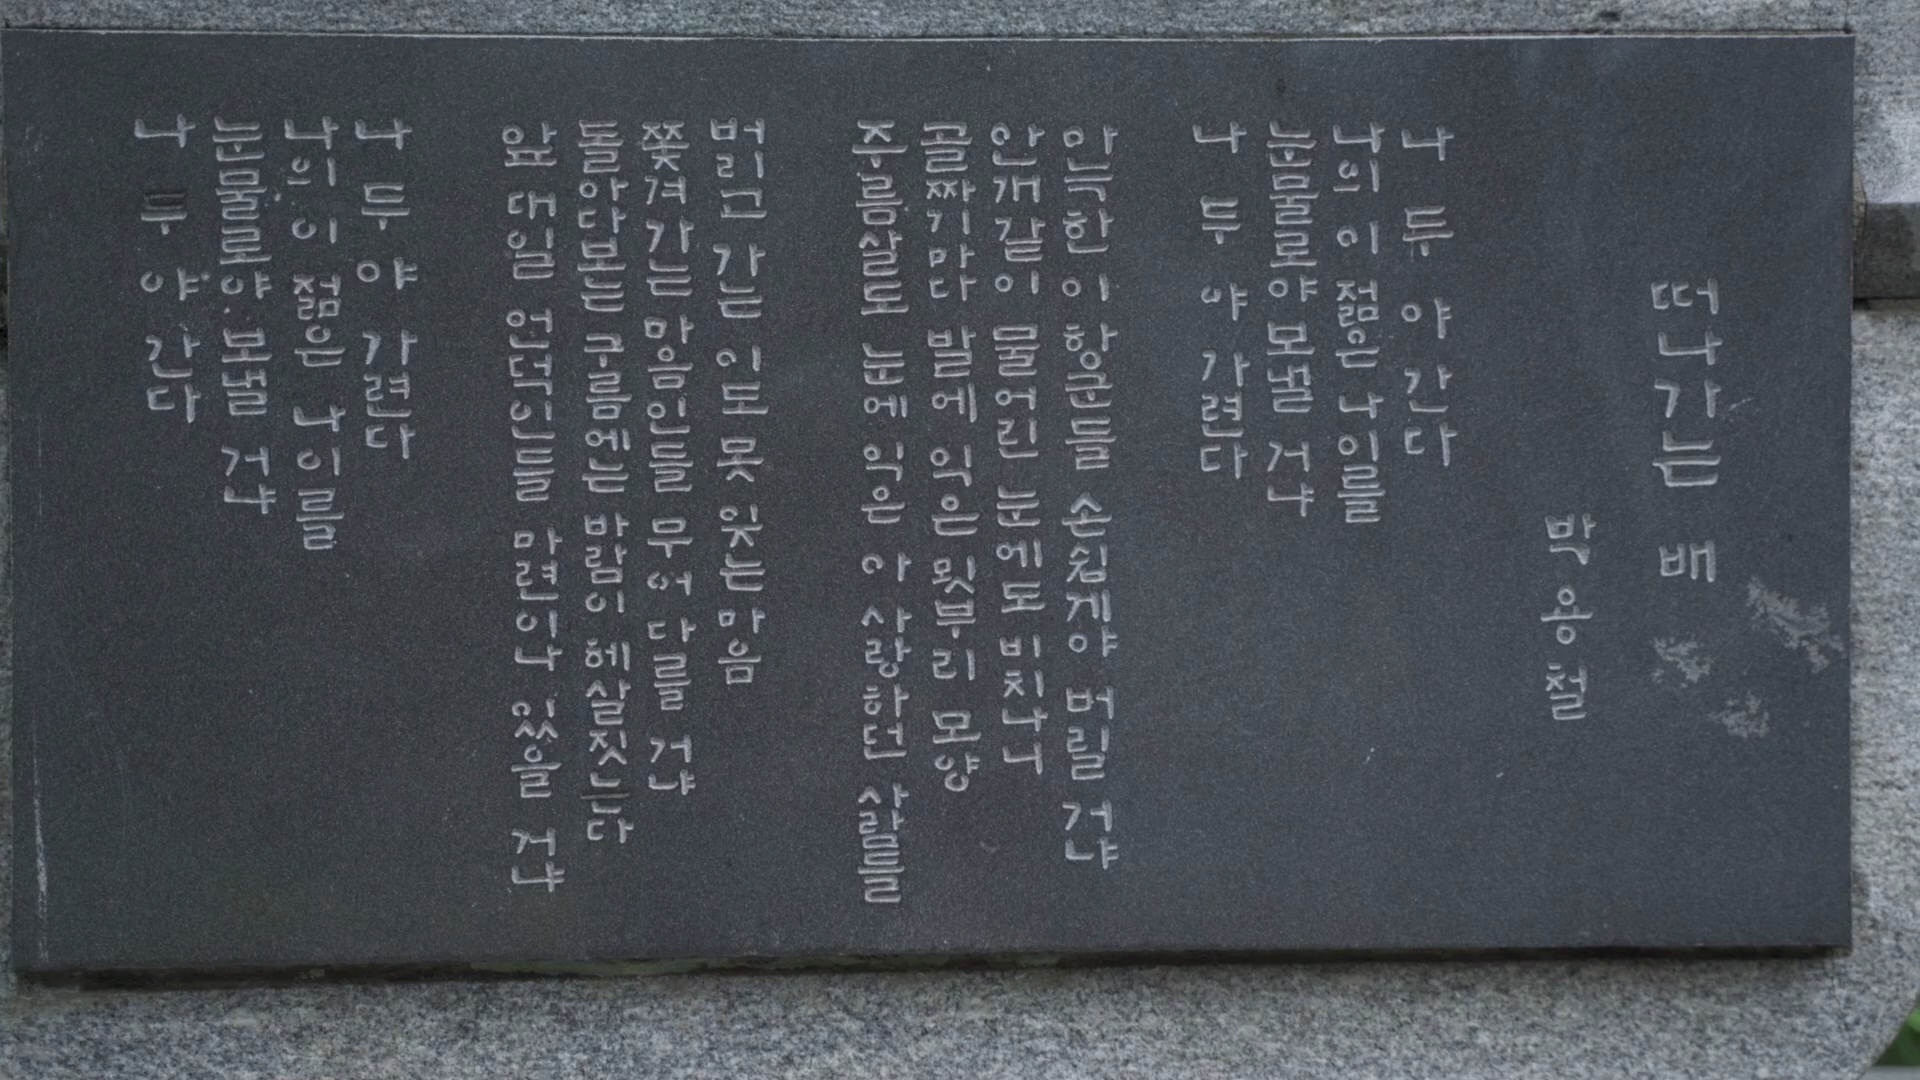 떠나가는 배
박용철
나 두 야 간다
나의 이 젊은 나이를
눈물로야 보낼 거냐
나 두 야 가련다
아늑한 이 항군들 손쉽게야 버릴 거냐
안개같이 물어린 눈에도 비치나니
골짜기마다 발에 익은 묏부리 모양
주름살도 눈에 익은 아 사랑하던 사람들
버리고 가는 이도 못 잊는 마음
쫓겨가는 마음인들 무어 다를 거냐
돌아다본는 구름에는 바람이 헤살짓는다
앞 대일 언덕인들 마련이나 있을 거냐
나 두 야 가련다
나의 이 젊은 나이를
눈물로야 보낼 거냐
나 두 야 간다